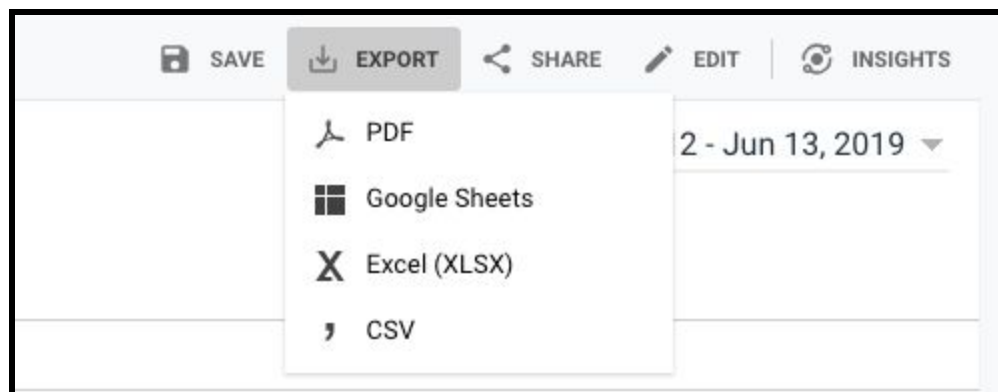 SAVE EXPORT SHARE EDIT INSIGHTS
PDF
2 - Jun 13, 2019
Google Sheets
Excel (XLSX)
CSV